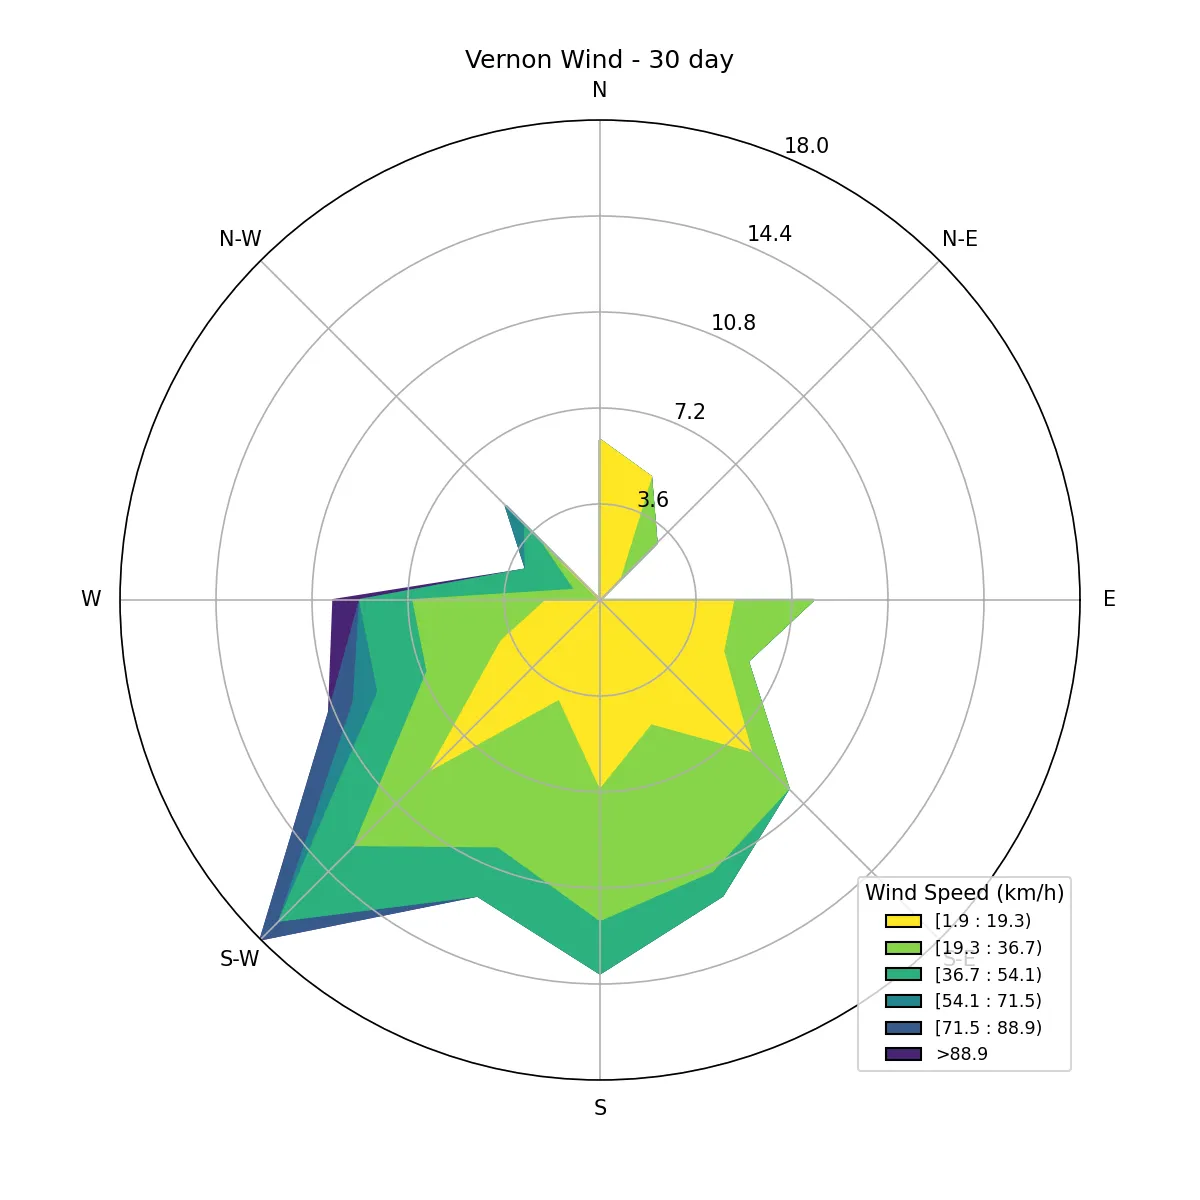 Vernon Wind - 30 day
N
18.0
N-W
14.4
N-E
10.8
7.2
3.6
W
E
Wind Speed (km/h)
[1.9 : 19.3)
[19.3 : 36.7)
S-W
S-E
[36.7 : 54.1)
[54.1 : 71.5)
[71.5 : 88.9)
>88.9
S